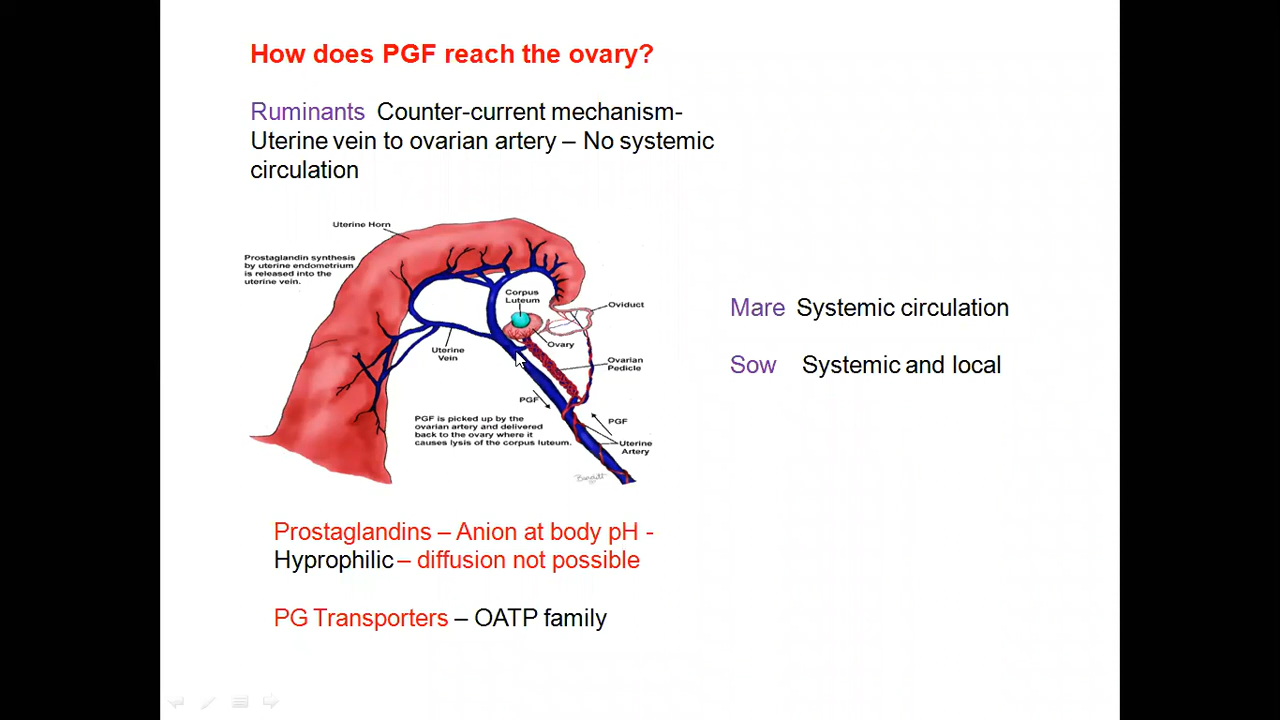 How does PGF reach the ovary?
Ruminants Counter-current mechanism-
Uterine vein to ovarian artery – No systemic
circulation
Uterine Horn
Prostaglandin synthesis
by uterine endometrium
is released into the
uterine vein.
Corpus
Luteum
Oviduct
Ovary
Uterine
Vein
Ovarian
Pedicle
PGF
PGF is picked up by the
ovarian artery and delivered
back to the ovary where it
causes lysis of the corpus luteum.
PGF
Uterine
Artery
Mare Systemic circulation
Sow Systemic and local
Prostaglandins – Anion at body pH -
Hyprophilic – diffusion not possible
PG Transporters – OATP family